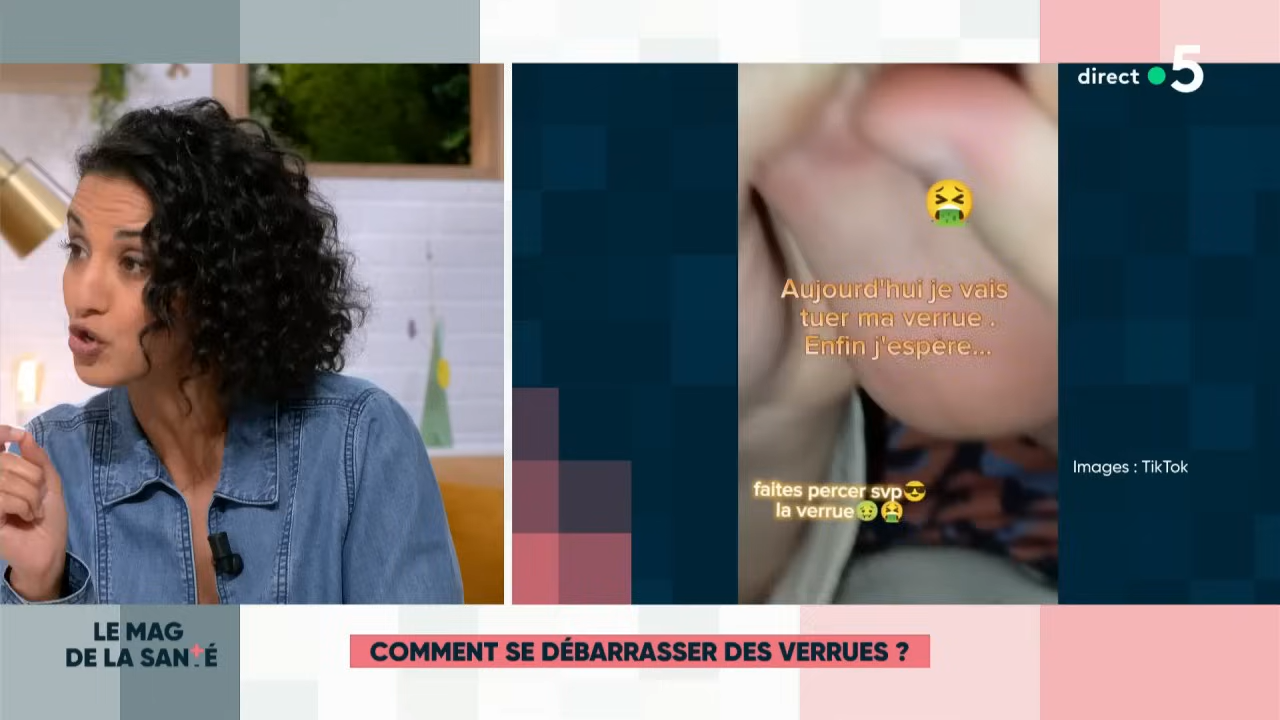 direct 5
Aujourd'hui je vais
tuer ma verrue .
Enfin j'espère...
faites percer svp😎
la verrue🤢🤮
Images : TikTok
LE MAG
DE LA SANTÉ
COMMENT SE DÉBARRASSER DES VERRUES ?